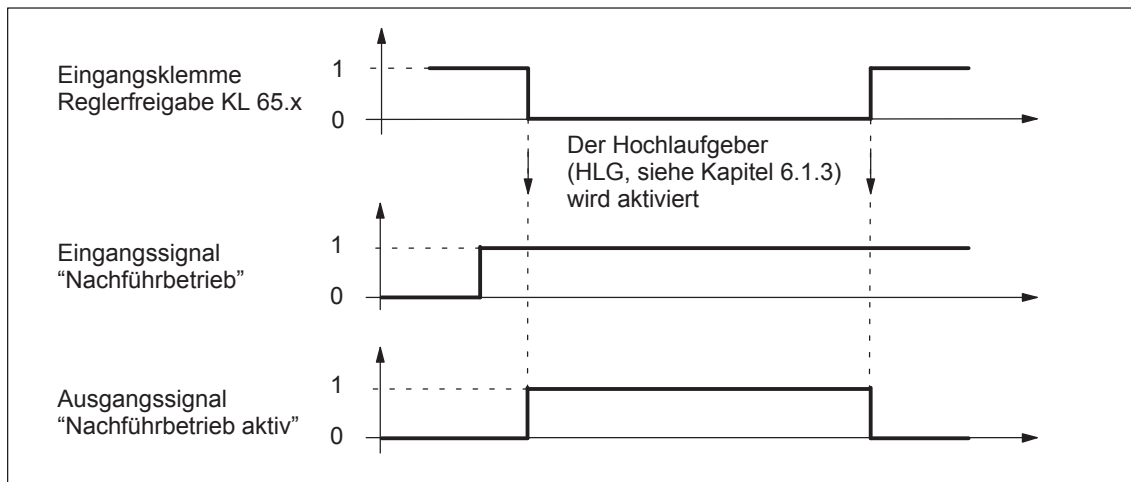 Eingangsklemme
Reglerfreigabe KL 65.x
1
0
Der Hochlaufgeber
(HLG, siehe Kapitel 6.1.3)
wird aktiviert
Eingangssignal
“Nachführbetrieb”
1
0
Ausgangssignal
“Nachführbetrieb aktiv”
1
0